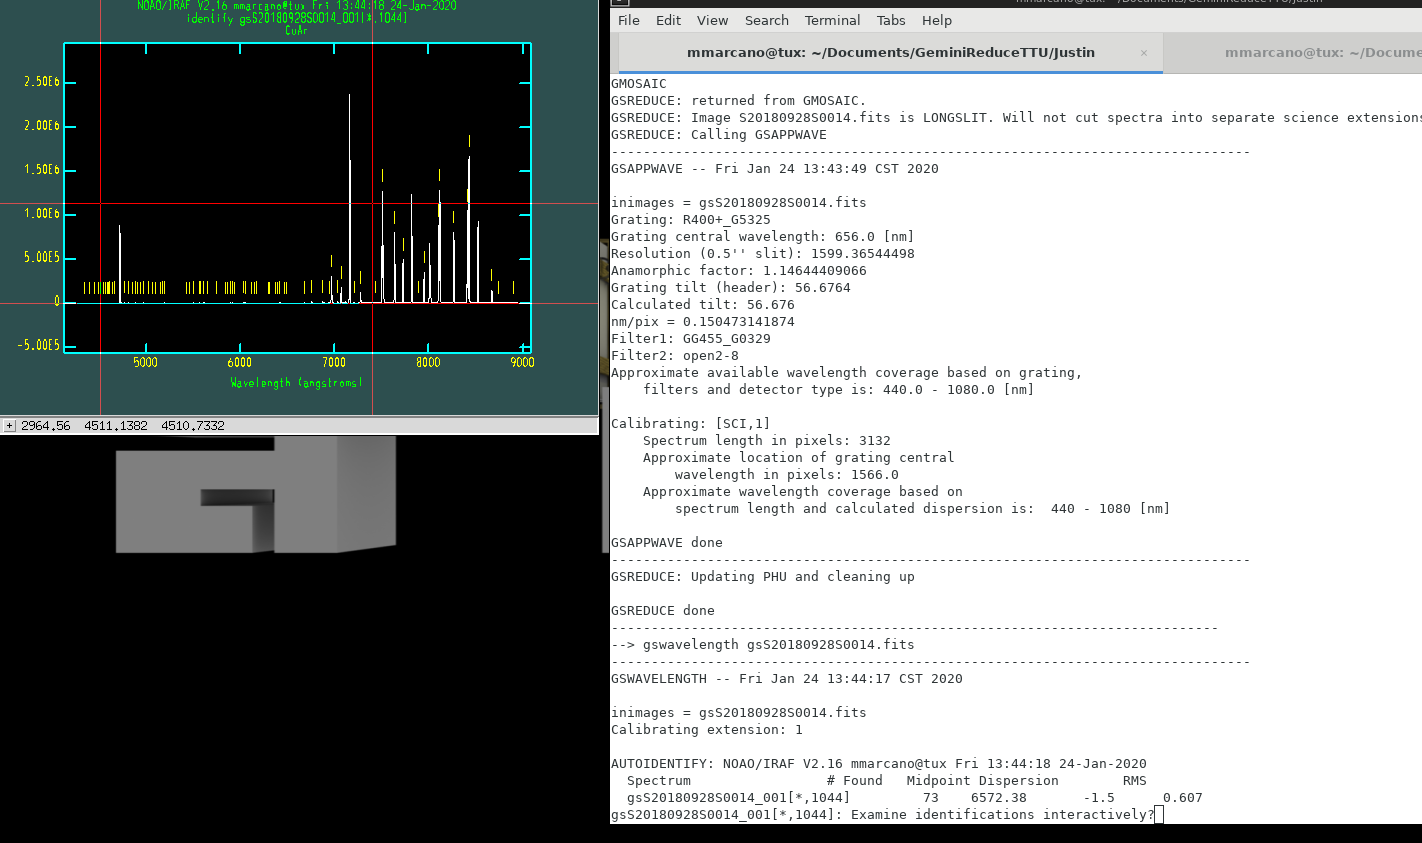 NOAO/IRAF V2.16 mmarcano@tux Fri 13:44:18 24-Jan-2020
identify gsS20180928S0014_001[*,1044]
CuAr
2.50E6
2.00E6
1.50E6
1.00E6
5.00E5
0
-5.00E5
5000 6000 7000 8000 9000
Wavelength (angstroms)
+ 2964.56 4511.1382 4510.7332
File Edit View Search Terminal Tabs Help
mmarcano@tux: ~/Documents/GeminiReduceTTU/Justin × mmarcano@tux: ~/Docume
GMOSAIC
GSREDUCE: returned from GMOSAIC.
GSREDUCE: Image S20180928S0014.fits is LONGSLIT. Will not cut spectra into separate science extensions
GSREDUCE: Calling GSAPPWAVE
--------------------------------------------------------------------------------
GSAPPWAVE -- Fri Jan 24 13:43:49 CST 2020
inimages = gsS20180928S0014.fits
Grating: R400+_G5325
Grating central wavelength: 656.0 [nm]
Resolution (0.5'' slit): 1599.36544498
Anamorphic factor: 1.14644409066
Grating tilt (header): 56.6764
Calculated tilt: 56.676
nm/pix = 0.150473141874
Filter1: GG455_G0329
Filter2: open2-8
Approximate available wavelength coverage based on grating,
filters and detector type is: 440.0 - 1080.0 [nm]
Calibrating: [SCI,1]
Spectrum length in pixels: 3132
Approximate location of grating central
wavelength in pixels: 1566.0
Approximate wavelength coverage based on
spectrum length and calculated dispersion is:  440 - 1080 [nm]
GSAPPWAVE done
--------------------------------------------------------------------------------
GSREDUCE: Updating PHU and cleaning up
GSREDUCE done
----------------------------------------------------------------------------
--> gswavelength gsS20180928S0014.fits
--------------------------------------------------------------------------------
GSWAVELENGTH -- Fri Jan 24 13:44:17 CST 2020
inimages = gsS20180928S0014.fits
Calibrating extension: 1
AUTOIDENTIFY: NOAO/IRAF V2.16 mmarcano@tux Fri 13:44:18 24-Jan-2020
Spectrum # Found Midpoint Dispersion RMS
gsS20180928S0014_001[*,1044] 73 6572.38 -1.5 0.607
gsS20180928S0014_001[*,1044]: Examine identifications interactively?